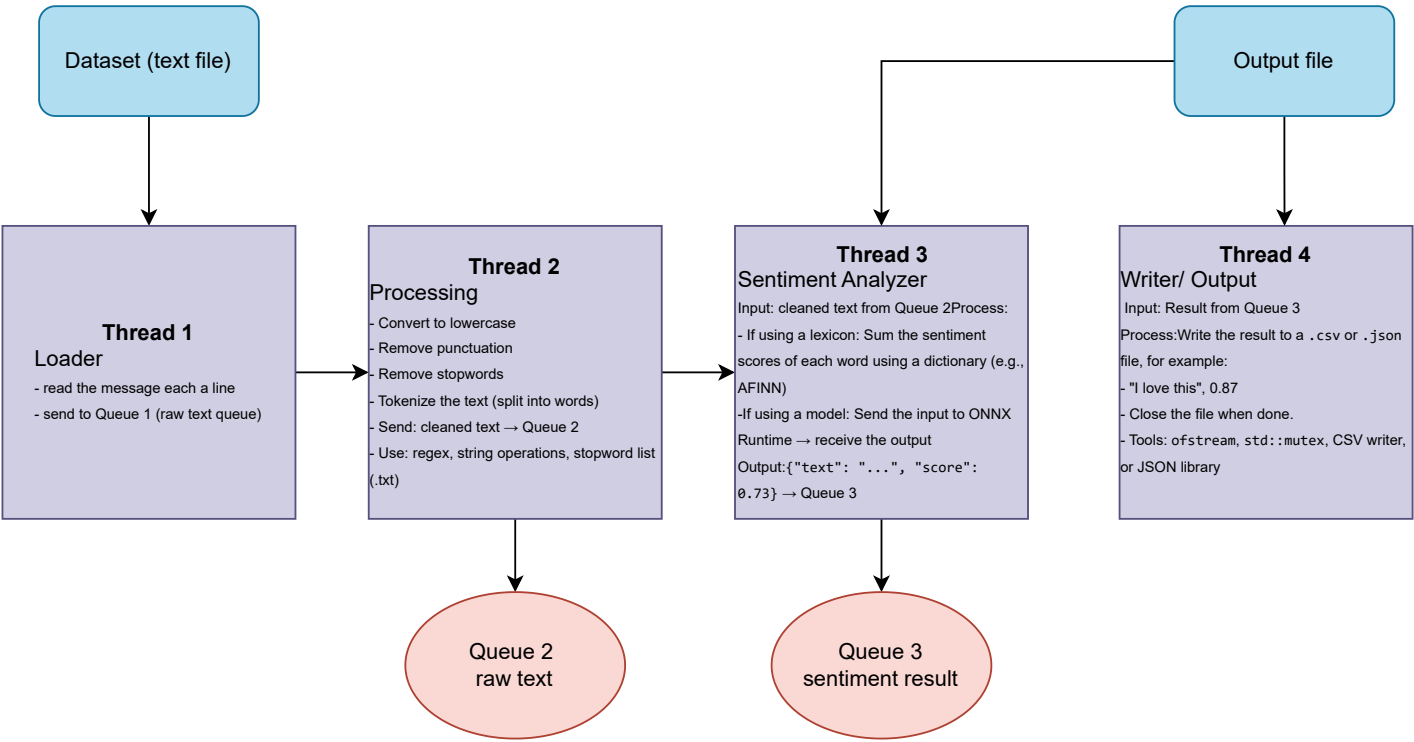 Dataset (text file)
Output file
Thread 1
Loader
- read the message each a line
- send to Queue 1 (raw text queue)
Thread 2
Processing
- Convert to lowercase
- Remove punctuation
- Remove stopwords
- Tokenize the text (split into words)
- Send: cleaned text → Queue 2
- Use: regex, string operations, stopword list
(.txt)
Thread 3
Sentiment Analyzer
Input: cleaned text from Queue 2Process:
- If using a lexicon: Sum the sentiment
scores of each word using a dictionary (e.g.,
AFINN)
-If using a model: Send the input to ONNX
Runtime → receive the output
Output:{"text": "...", "score":
0.73} → Queue 3
Thread 4
Writer/ Output
Input: Result from Queue 3
Process:Write the result to a .csv or .json
file, for example:
- "I love this", 0.87
- Close the file when done.
- Tools: ofstream, std::mutex, CSV writer,
or JSON library
Queue 2
raw text
Queue 3
sentiment result